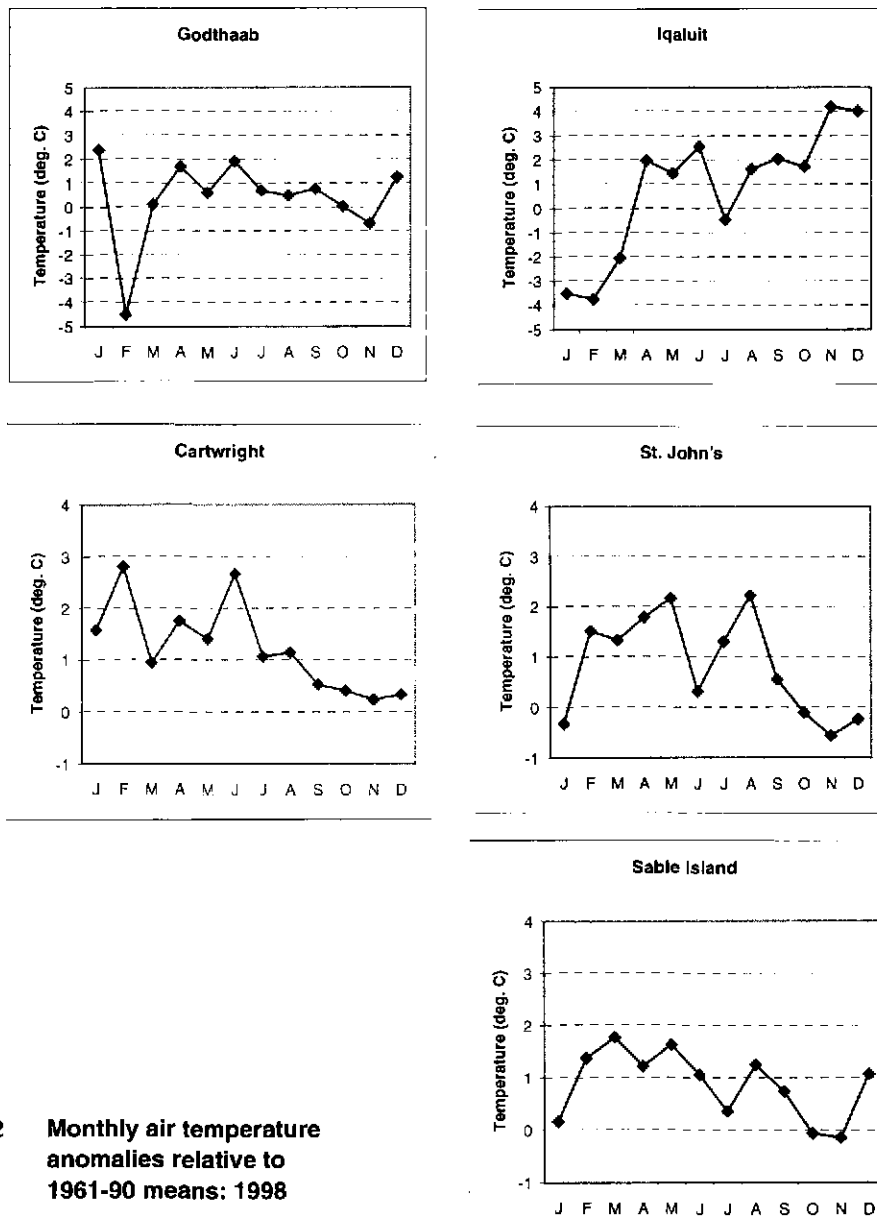 Godthaab
Temperature (deg. C)
5
4
3
2
1
0
-1
-2
-3
-4
-5
J F M A M J J A S O N D
Iqaluit
Temperature (deg. C)
5
4
3
2
1
0
-1
-2
-3
-4
-5
J F M A M J J A S O N D
Cartwright
Temperature (deg. C)
4
3
2
1
0
-1
J F M A M J J A S O N D
St. John's
Temperature (deg. C)
4
3
2
1
0
-1
J F M A M J J A S O N D
Sable Island
Temperature (deg. C)
4
3
2
1
0
-1
J F M A M J J A S O N D
2 Monthly air temperature
anomalies relative to
1961-90 means: 1998